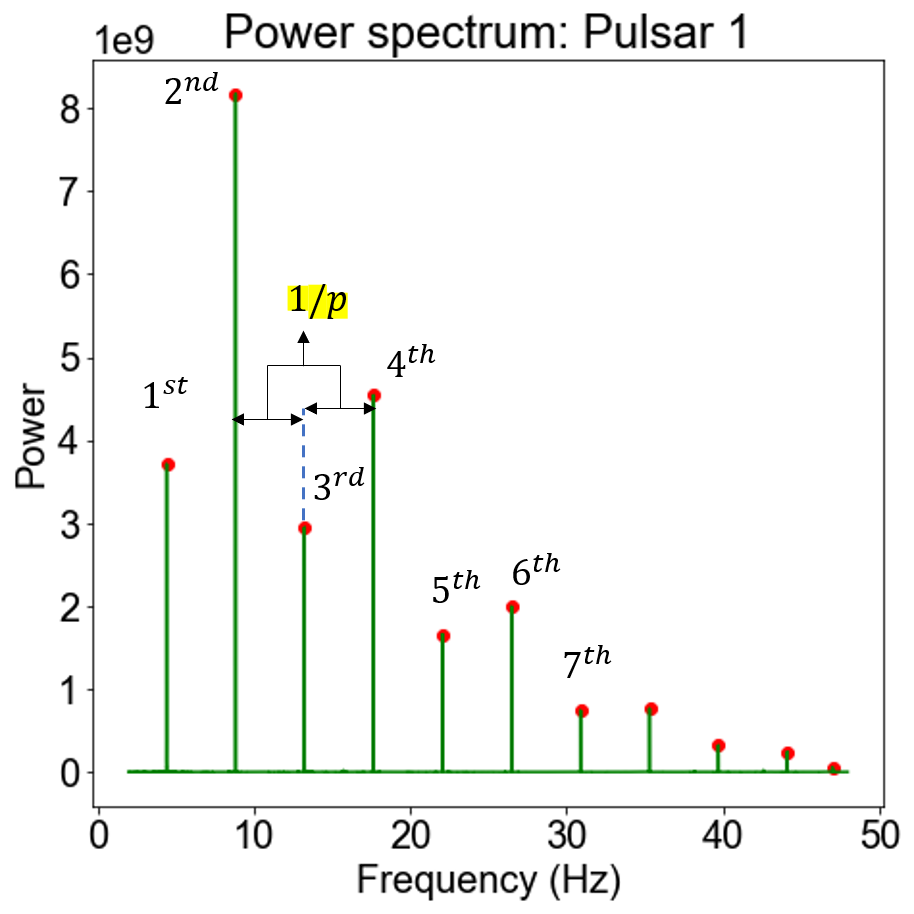 1e9 Power spectrum: Pulsar 1
2^{nd}
8
7
6
1/p
5
4^{th}
1^{st}
4
3^{rd}
3
6^{th}
5^{th}
2
7^{th}
1
0
0 10 20 30 40 50
Power
Frequency (Hz)